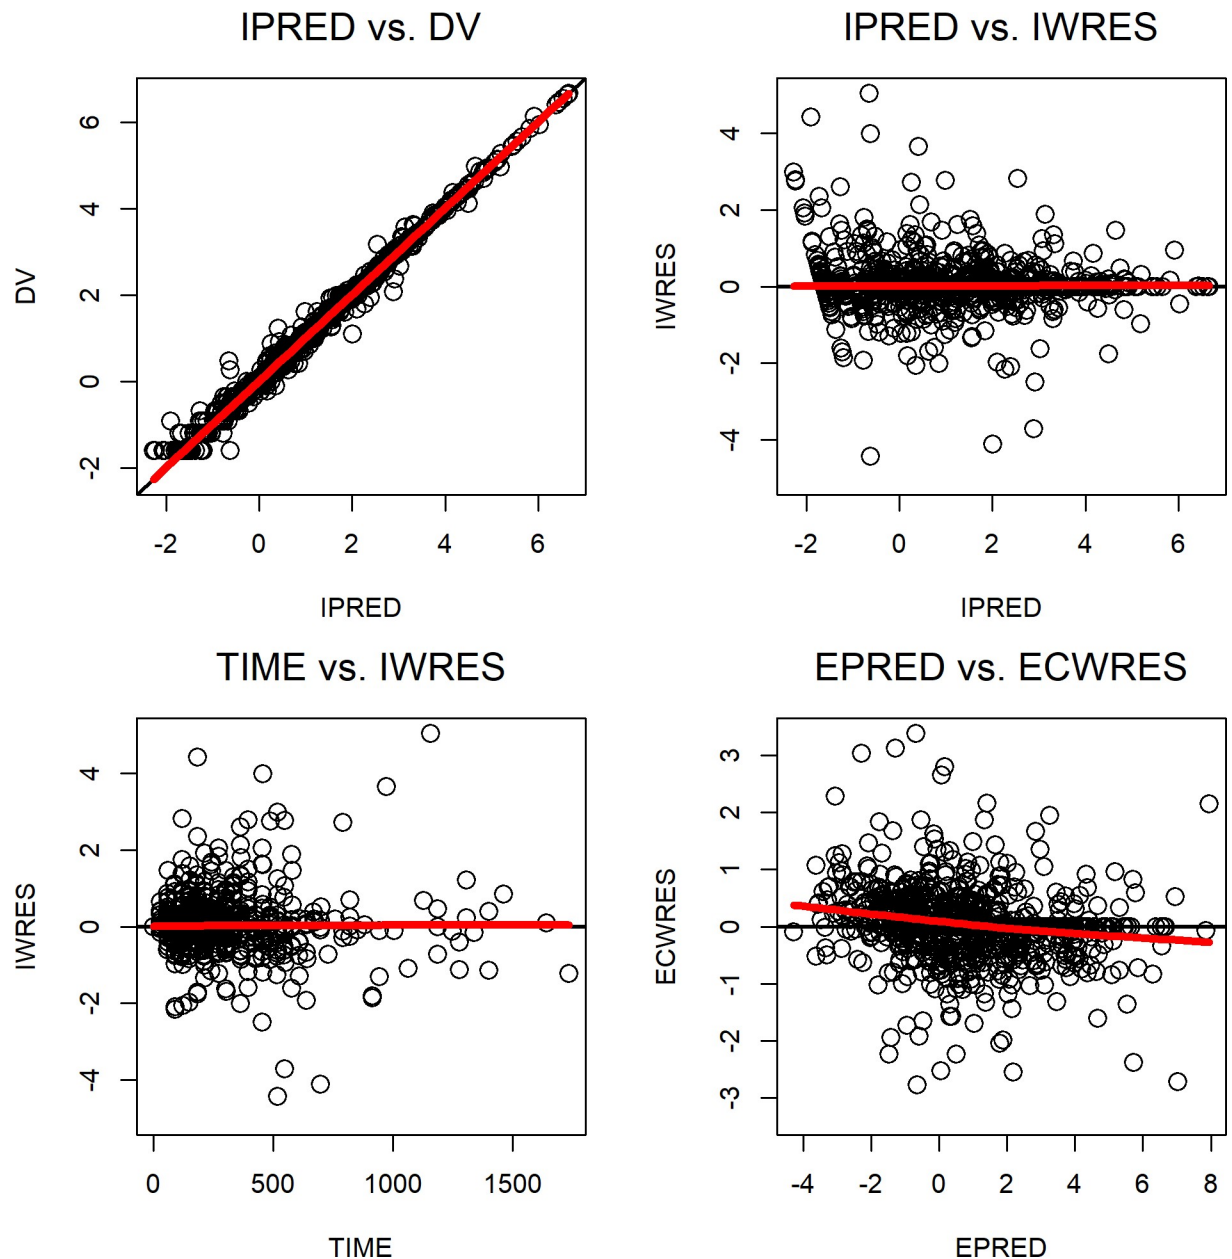 IPRED vs. DV
6
4
2
0
-2
DV
-2 0 2 4 6
IPRED
IPRED vs. IWRES
4
2
0
-2
-4
IWRES
-2 0 2 4 6
IPRED
TIME vs. IWRES
4
2
0
-2
-4
IWRES
0 500 1000 1500
TIME
EPRED vs. ECWRES
3
2
1
0
-1
-2
-3
ECWRES
-4 -2 0 2 4 6 8
EPRED